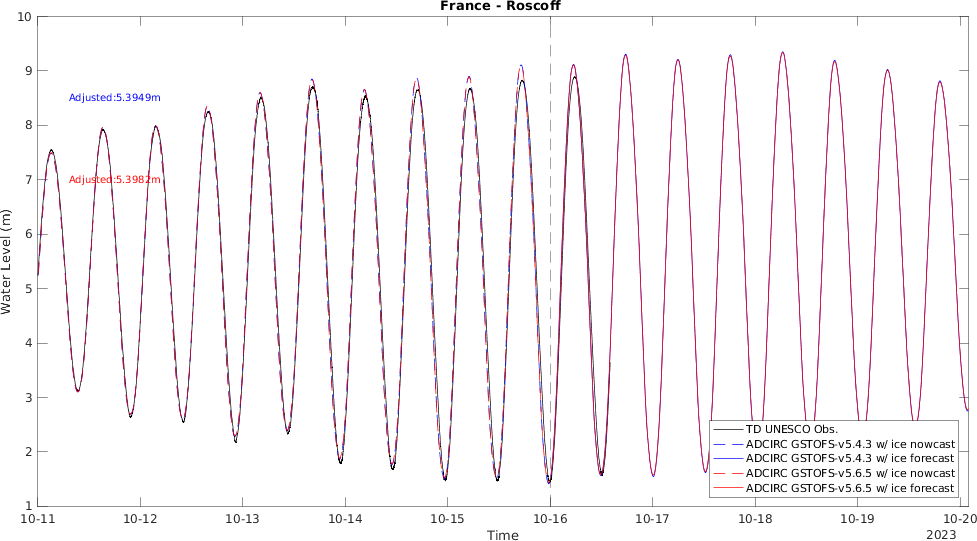 France - Roscoff
10
9
8
7
6
5
4
3
2
1
Water Level (m)
Adjusted:5.3949m
Adjusted:5.3982m
TD UNESCO Obs.
ADCIRC GSTOFS-v5.4.3 w/ ice nowcast
ADCIRC GSTOFS-v5.4.3 w/ ice forecast
ADCIRC GSTOFS-v5.6.5 w/ ice nowcast
ADCIRC GSTOFS-v5.6.5 w/ ice forecast
10-11 10-12 10-13 10-14 10-15 10-16 10-17 10-18 10-19 10-20
Time
2023